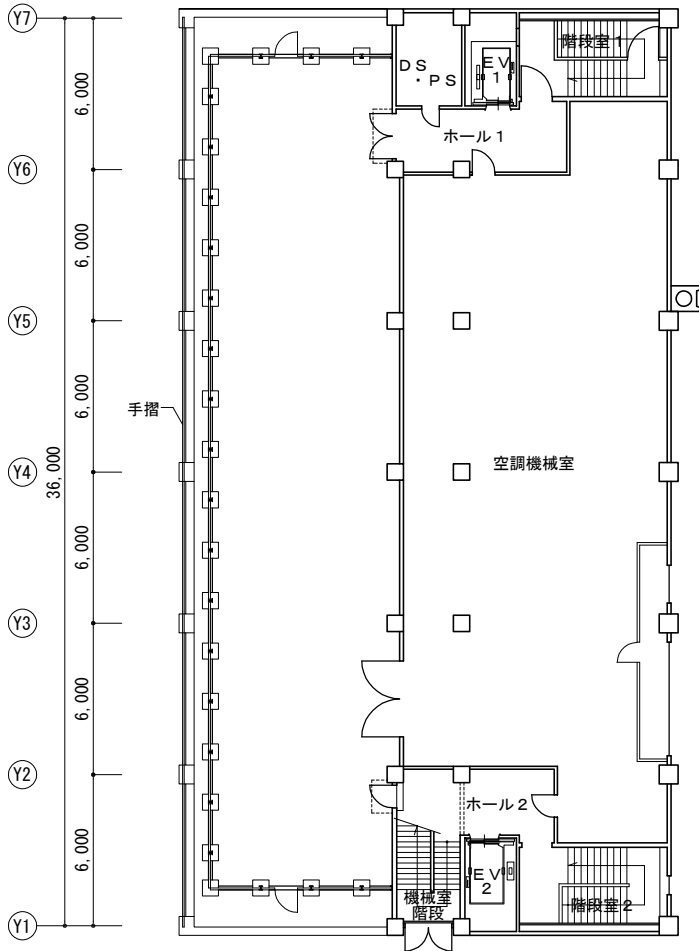 Y7
階段室1
EV
1
DS
・PS
6,000
ホール1
Y6
6,000
Y5
手摺
6,000
空調機械室
Y4
36,000
6,000
Y3
6,000
Y2
ホール2
6,000
EV
2
機械室
階段
階段室2
Y1